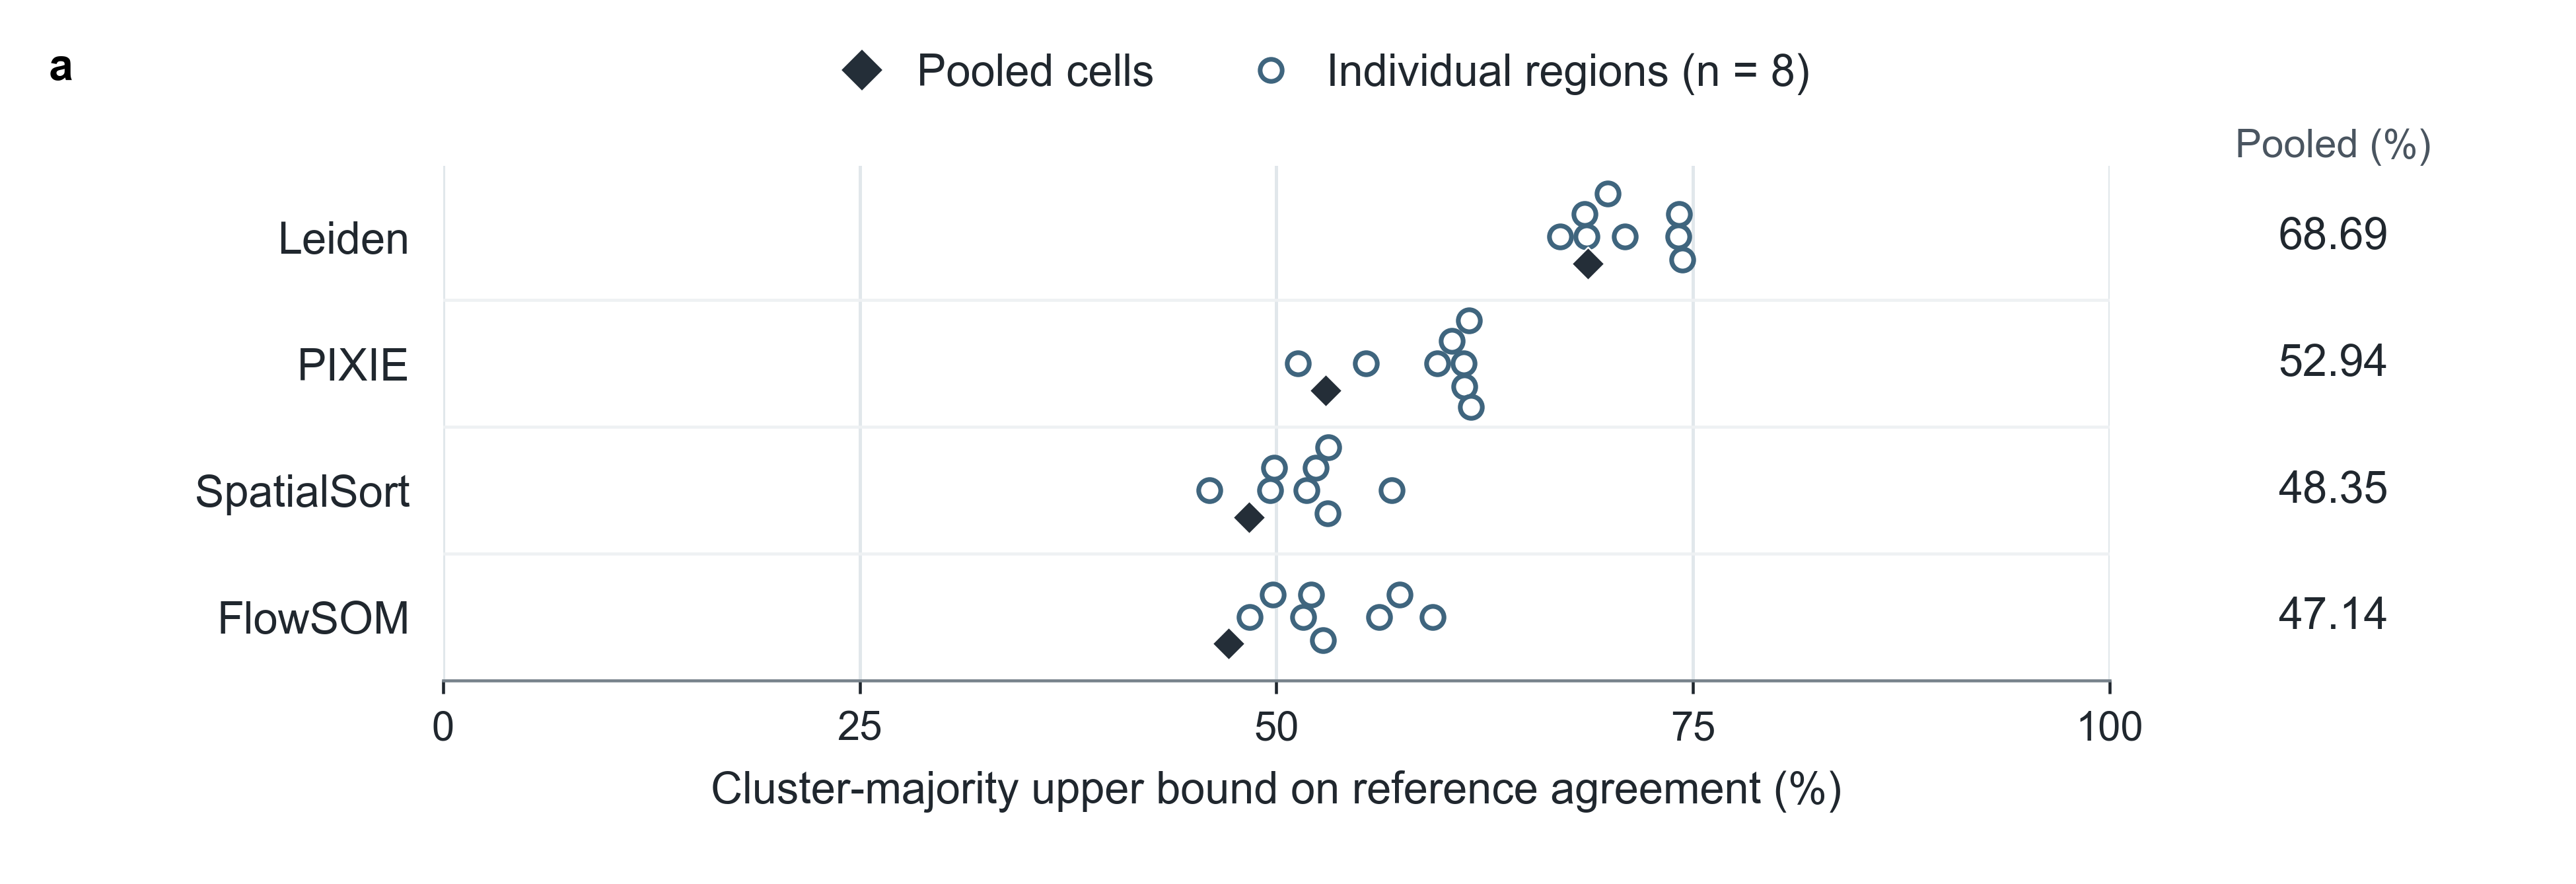 a
Pooled cells
Individual regions (n = 8)
Pooled (%)
Leiden
68.69
PIXIE
52.94
SpatialSort
48.35
FlowSOM
47.14
0
25
50
75
100
Cluster-majority upper bound on reference agreement (%)